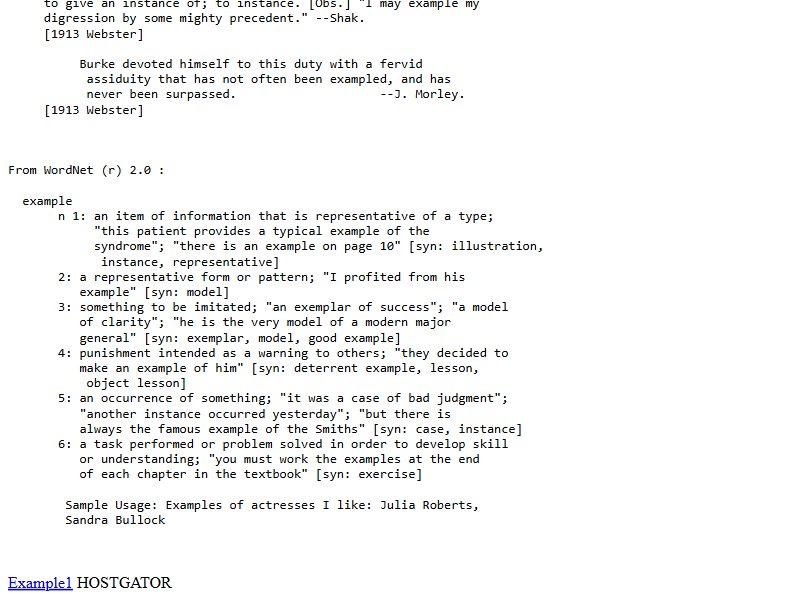 to give an instance of; to instance. [Obs.] "I may example my
digression by some mighty precedent." --Shak.
[1913 Webster]
Burke devoted himself to this duty with a fervid
assiduity that has not often been exampled, and has
never been surpassed. --J. Morley.
[1913 Webster]
From WordNet (r) 2.0 :
example
n 1: an item of information that is representative of a type;
"this patient provides a typical example of the
syndrome"; "there is an example on page 10" [syn: illustration,
instance, representative]
2: a representative form or pattern; "I profited from his
example" [syn: model]
3: something to be imitated; "an exemplar of success"; "a model
of clarity"; "he is the very model of a modern major
general" [syn: exemplar, model, good example]
4: punishment intended as a warning to others; "they decided to
make an example of him" [syn: deterrent example, lesson,
object lesson]
5: an occurrence of something; "it was a case of bad judgment";
"another instance occurred yesterday"; "but there is
always the famous example of the Smiths" [syn: case, instance]
6: a task performed or problem solved in order to develop skill
or understanding; "you must work the examples at the end
of each chapter in the textbook" [syn: exercise]
Sample Usage: Examples of actresses I like: Julia Roberts,
Sandra Bullock
Example1 HOSTGATOR